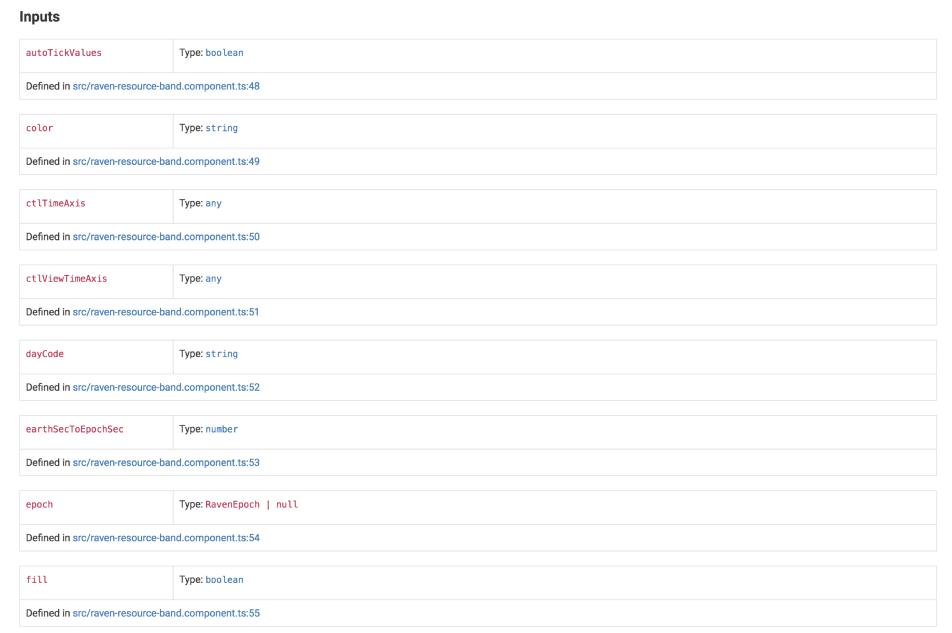 Inputs
autoTickValues Type: boolean
Defined in src/raven-resource-band.component.ts:48
color Type: string
Defined in src/raven-resource-band.component.ts:49
ctlTimeAxis Type: any
Defined in src/raven-resource-band.component.ts:50
ctlViewTimeAxis Type: any
Defined in src/raven-resource-band.component.ts:51
dayCode Type: string
Defined in src/raven-resource-band.component.ts:52
earthSecToEpochSec Type: number
Defined in src/raven-resource-band.component.ts:53
epoch Type: RavenEpoch | null
Defined in src/raven-resource-band.component.ts:54
fill Type: boolean
Defined in src/raven-resource-band.component.ts:55